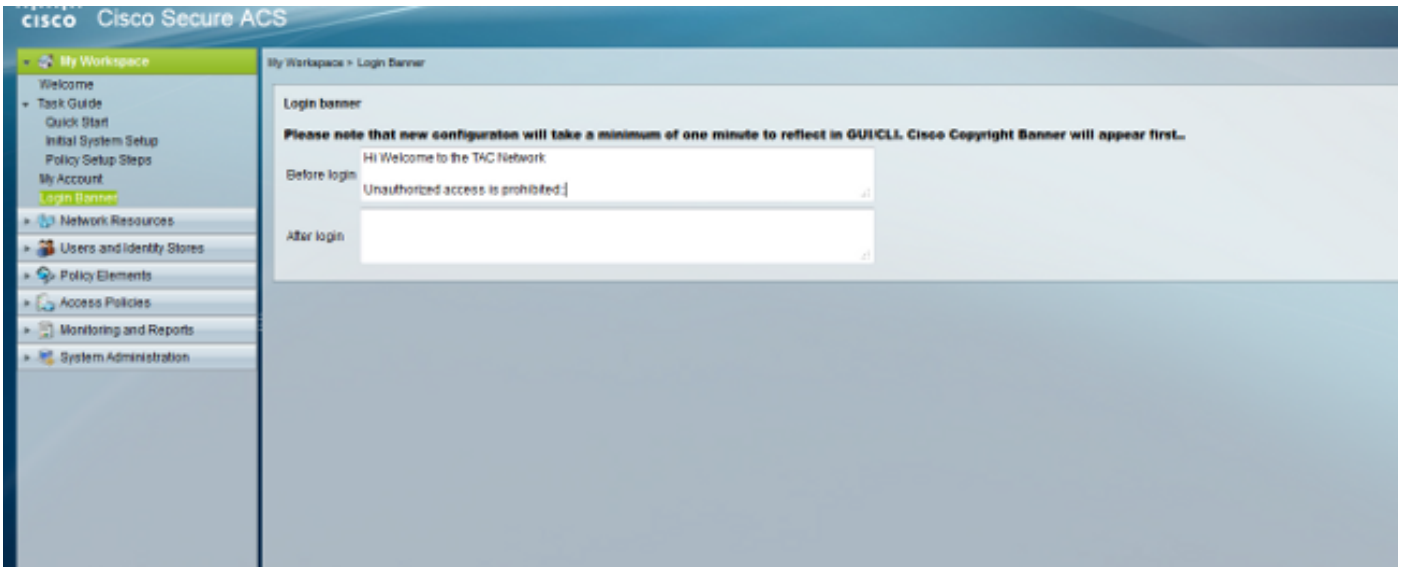 CISCO Cisco Secure ACS
My Workspace
Welcome
Task Guide
Quick Start
Initial System Setup
Policy Setup Steps
My Account
Login Banner
Network Resources
Users and Identity Stores
Policy Elements
Access Policies
Monitoring and Reports
System Administration
My Workspace > Login Banner
Login banner
Please note that new configuraton will take a minimum of one minute to reflect in GUI/CLI. Cisco Copyright Banner will appear first..
Before login
Hi Welcome to the TAC Network
Unauthorized access is prohibited:
After login